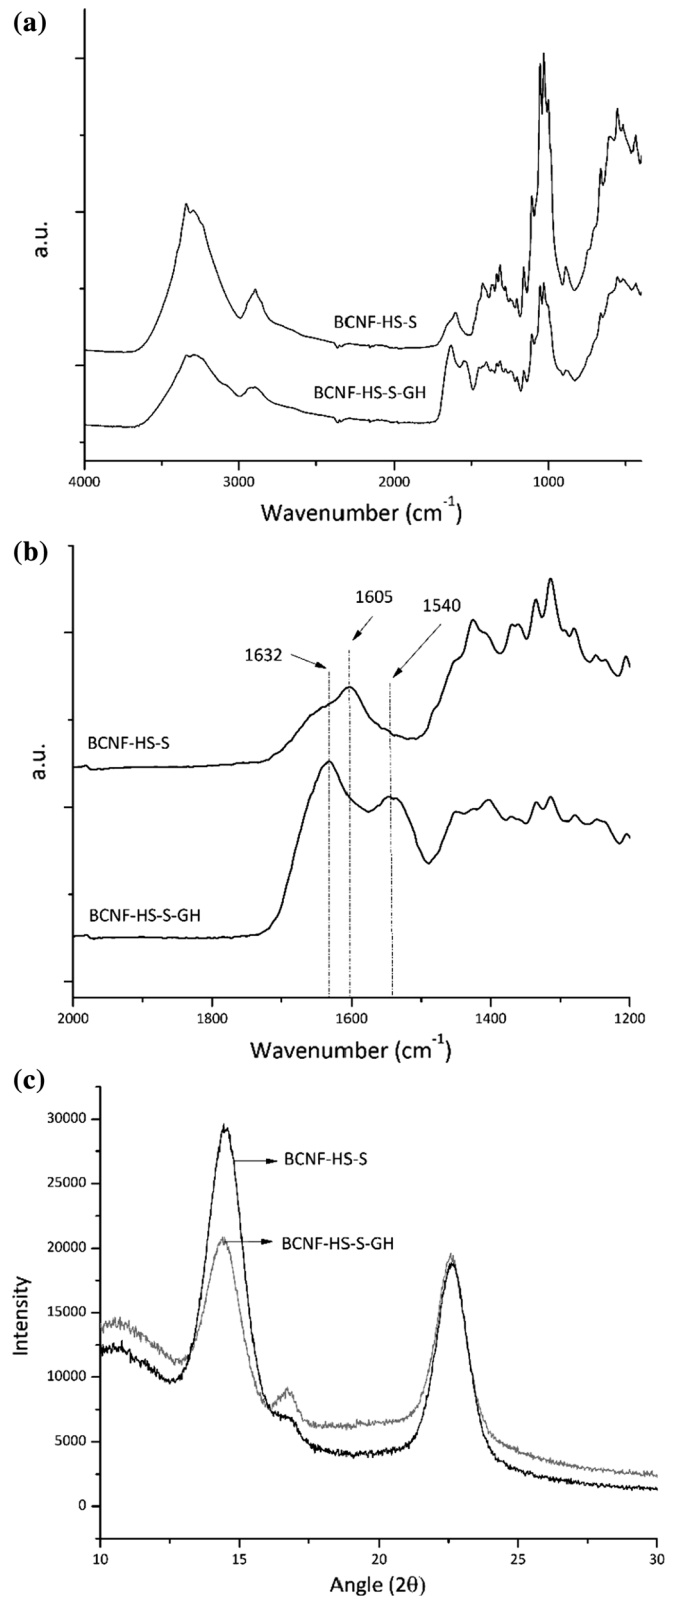 (a)
a.u.
BCNF-HS-S
BCNF-HS-S-GH
4000 3000 2000 1000
Wavenumber (cm⁻¹)
(b)
1605
1540
1632
a.u.
BCNF-HS-S
BCNF-HS-S-GH
2000 1800 1600 1400 1200
Wavenumber (cm⁻¹)
(c)
30000
BCNF-HS-S
25000
BCNF-HS-S-GH
20000
Intensity
15000
10000
5000
0
10 15 20 25 30
Angle (2θ)